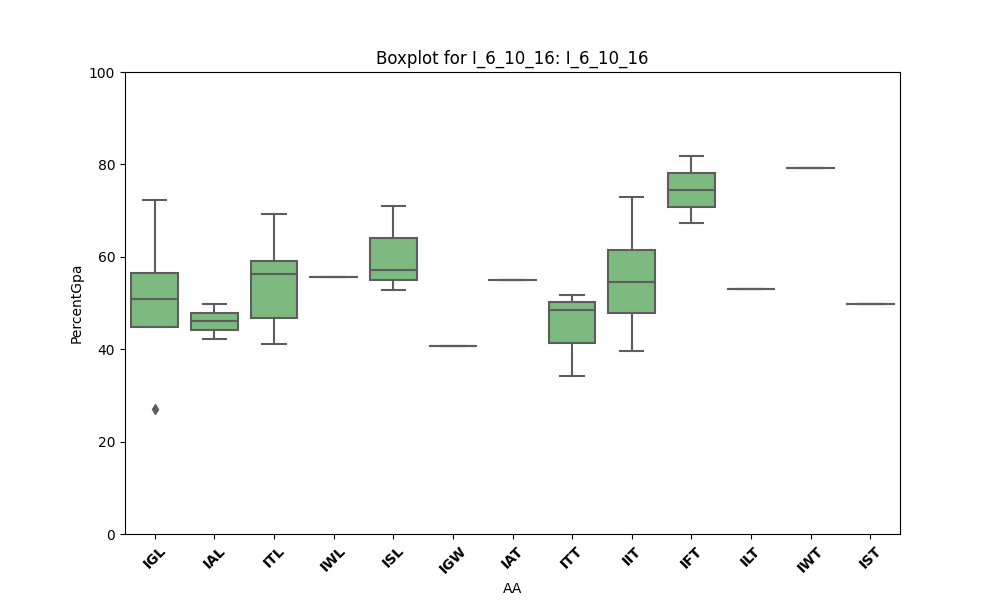 Boxplot for I_6_10_16: I_6_10_16
PercentGpa
100
80
60
40
20
0
IGL IAL ITL IWL ISL IGW IAT ITT IIT IFT ILT IWT IST
AA